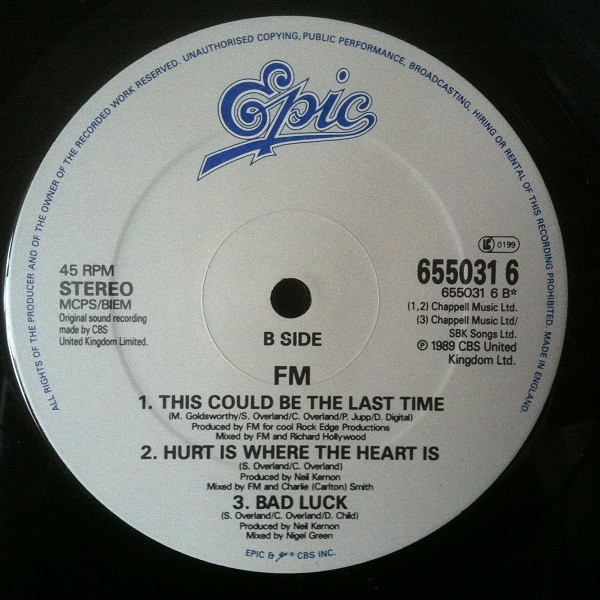 ALL RIGHTS OF THE PRODUCER AND OF THE OWNER OF THE RECORDED WORK RESERVED. UNAUTHORISED COPYING, PUBLIC PERFORMANCE, BROADCASTING, HIRING OR RENTAL OF THIS RECORDING PROHIBITED. MADE IN ENGLAND.
Epic
45 RPM
STEREO
MCPS/BIEM
Original sound recording
made by CBS
United Kingdom Limited.
LC 0199
655031 6
655031 6 B☆
(1,2) Chappell Music Ltd.
(3) Chappell Music Ltd/
SBK Songs Ltd.
℗ 1989 CBS United
Kingdom Ltd.
B SIDE
FM
1. THIS COULD BE THE LAST TIME
(M. Goldsworthy/S. Overland/C. Overland/P. Jupp/D. Digital)
Produced by FM for cool Rock Edge Productions
Mixed by FM and Richard Hollywood
2. HURT IS WHERE THE HEART IS
(S. Overland/C. Overland)
Produced by Neil Kernon
Mixed by FM and Charlie (Carlton) Smith
3. BAD LUCK
(S. Overland/C. Overland/D. Child)
Produced by Neil Kernon
Mixed by Nigel Green
EPIC & ® CBS INC.